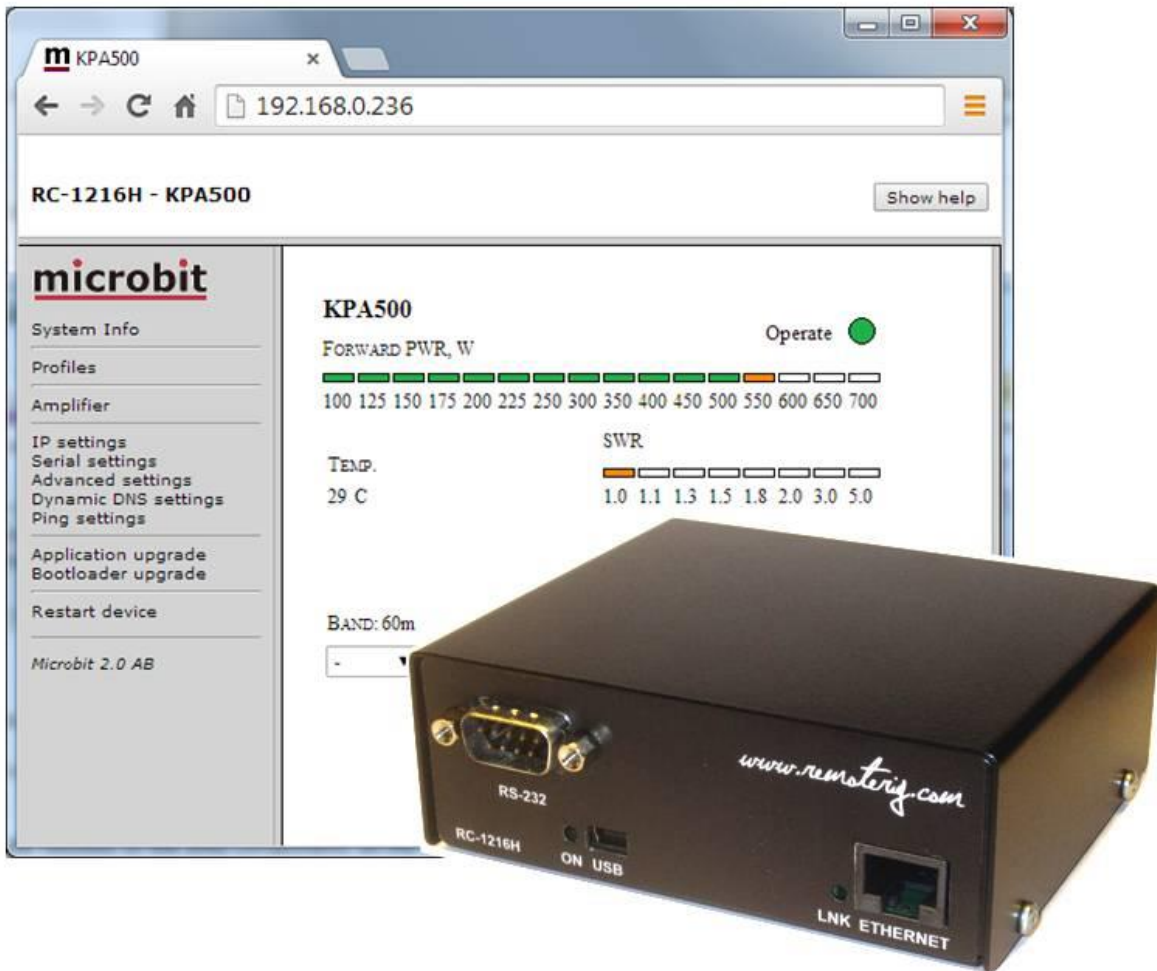 m KPA500
192.168.0.236
RC-1216H - KPA500
Show help
microbit
System Info
Profiles
Amplifier
IP settings
Serial settings
Advanced settings
Dynamic DNS settings
Ping settings
Application upgrade
Bootloader upgrade
Restart device
Microbit 2.0 AB
KPA500
Operate
FORWARD PWR, W
100 125 150 175 200 225 250 300 350 400 450 500 550 600 650 700
SWR
TEMP.
29 C
1.0 1.1 1.3 1.5 1.8 2.0 3.0 5.0
BAND: 60m
-
www.remoterig.com
RS-232
RC-1216H
ON USB
LNK ETHERNET